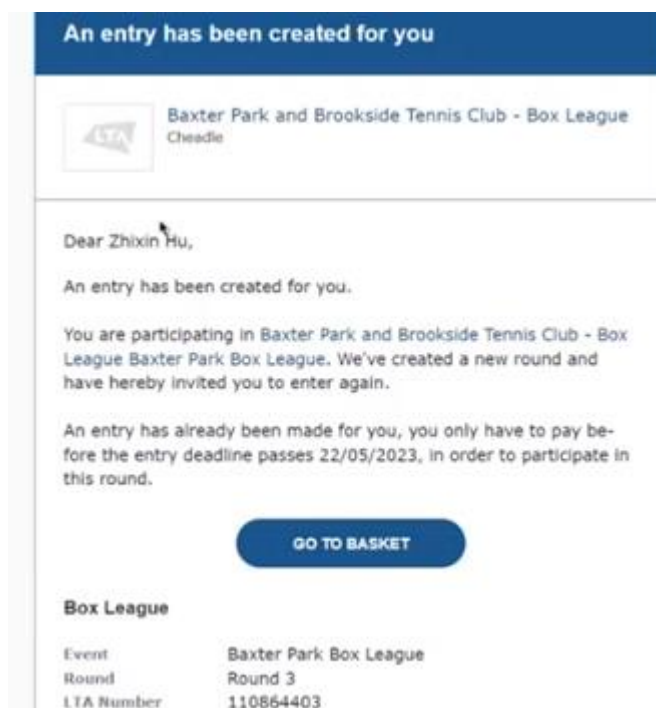 An entry has been created for you
LTA
Baxter Park and Brookside Tennis Club - Box League
Cheadle
Dear Zhixin Hu,
An entry has been created for you.
You are participating in Baxter Park and Brookside Tennis Club - Box
League Baxter Park Box League. We've created a new round and
have hereby invited you to enter again.
An entry has already been made for you, you only have to pay be-
fore the entry deadline passes 22/05/2023, in order to participate in
this round.
GO TO BASKET
Box League
Event Baxter Park Box League
Round Round 3
LTA Number 110864403